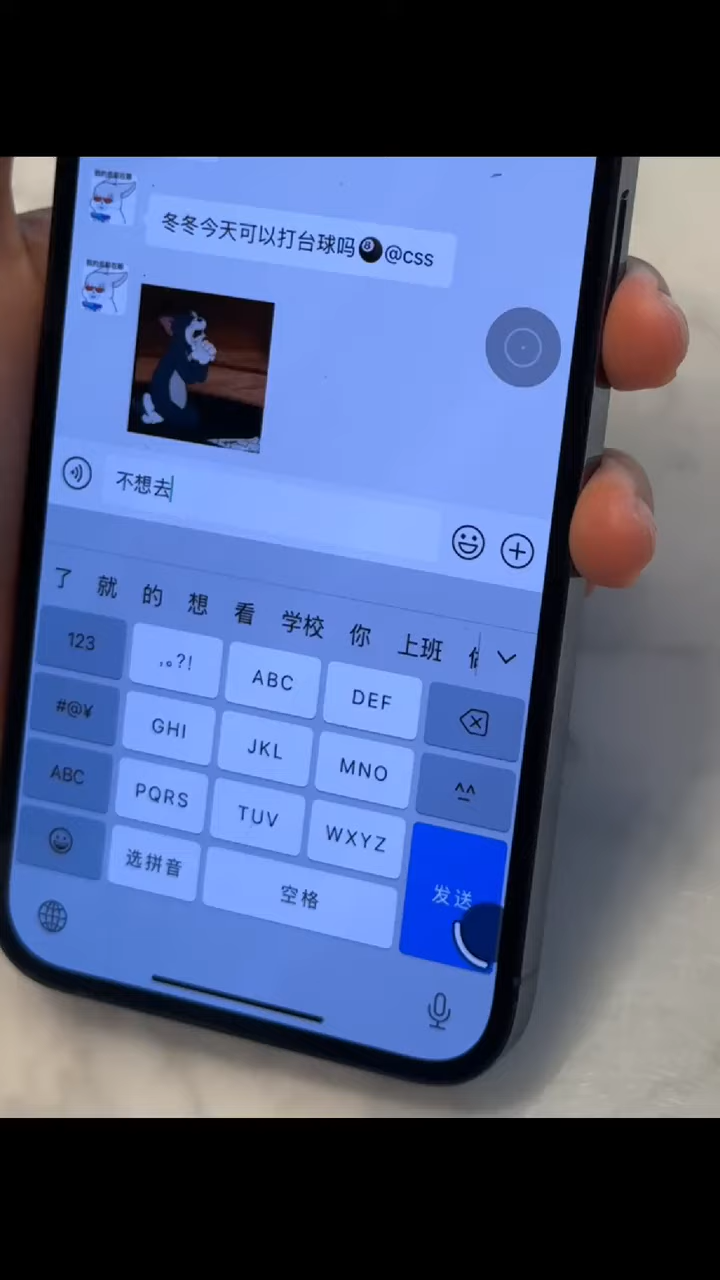 冬冬今天可以打台球吗🎱@css
不想去
了 就 的 想 看 学校 你 上班
123 ,。?! ABC DEF
#@¥ GHI JKL MNO ^^
ABC PQRS TUV WXYZ
选拼音 空格 发送